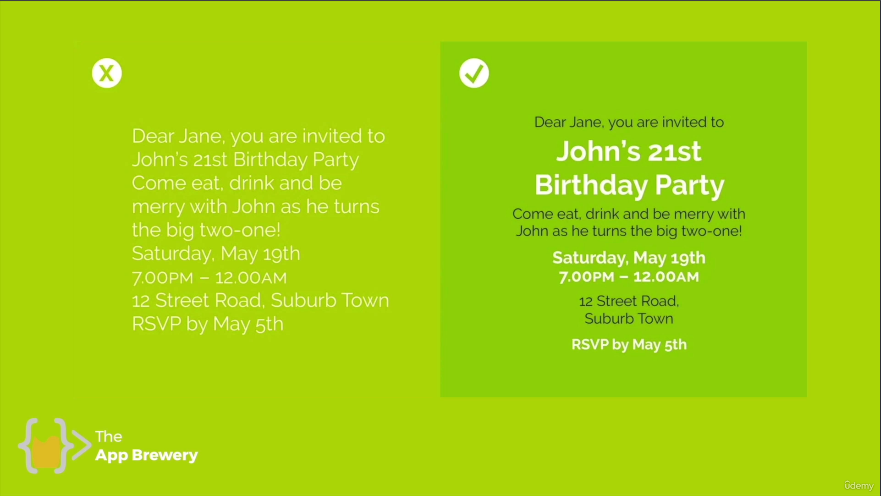 X
Dear Jane, you are invited to
John's 21st Birthday Party
Come eat, drink and be
merry with John as he turns
the big two-one!
Saturday, May 19th
7.00PM – 12.00AM
12 Street Road, Suburb Town
RSVP by May 5th
Dear Jane, you are invited to
John's 21st
Birthday Party
Come eat, drink and be merry with
John as he turns the big two-one!
Saturday, May 19th
7.00PM – 12.00AM
12 Street Road,
Suburb Town
RSVP by May 5th
The
App Brewery
ûdemy